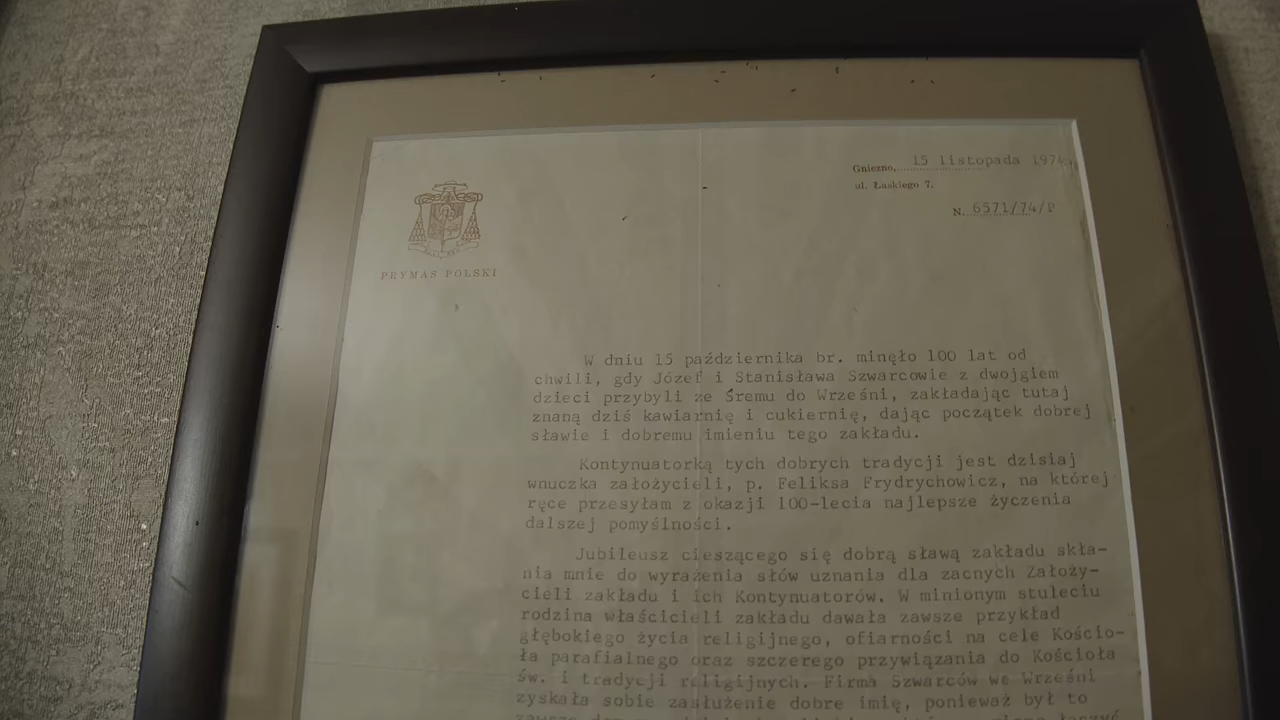 Gniezno, 15 listopada 1974
ul. Łaskiego 7.
N. 6571/74/P
PRYMAS POLSKI
W dniu 15 października br. minęło 100 lat od
chwili, gdy Józef i Stanisława Szwarcowie z dwojgiem
dzieci przybyli ze Śremu do Wrześni, zakładając tutaj
znaną dziś kawiarnię i cukiernię, dając początek dobrej
sławie i dobremu imieniu tego zakładu.
Kontynuatorką tych dobrych tradycji jest dzisiaj
wnuczka założycieli, p. Feliksa Frydrychowicz, na której
ręce przesyłam z okazji 100-lecia najlepsze życzenia
dalszej pomyślności.
Jubileusz cieszącego się dobrą sławą zakładu skła-
nia mnie do wyrażenia słów uznania dla zacnych Założy-
cieli zakładu i ich Kontynuatorów. W minionym stuleciu
rodzina właścicieli zakładu dawała zawsze przykład
głębokiego życia religijnego, ofiarności na cele Kościo-
ła parafialnego oraz szczerego przywiązania do Kościoła
św. i tradycji religijnych. Firma Szwarców we Wrześni
zyskała sobie zasłużenie dobre imię, ponieważ był to
zawsze